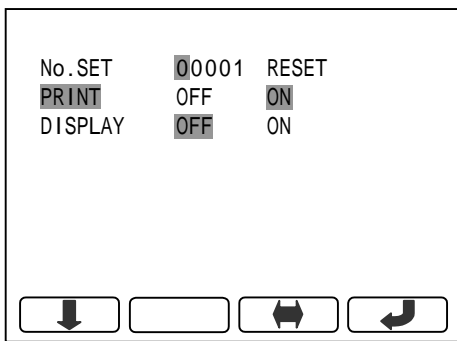 No.SET 00001 RESET
PRINT OFF ON
DISPLAY OFF ON